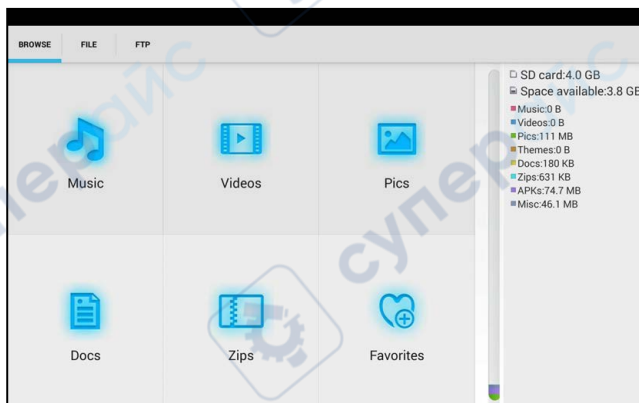 BROWSE FILE FTP
SD card:4.0 GB
Space available:3.8 GB
Music:0 B
Videos:0 B
Pics:111 MB
Themes:0 B
Docs:180 KB
Zips:631 KB
APKs:74.7 MB
Misc:46.1 MB
Music Videos Pics
Docs Zips Favorites
суперайс